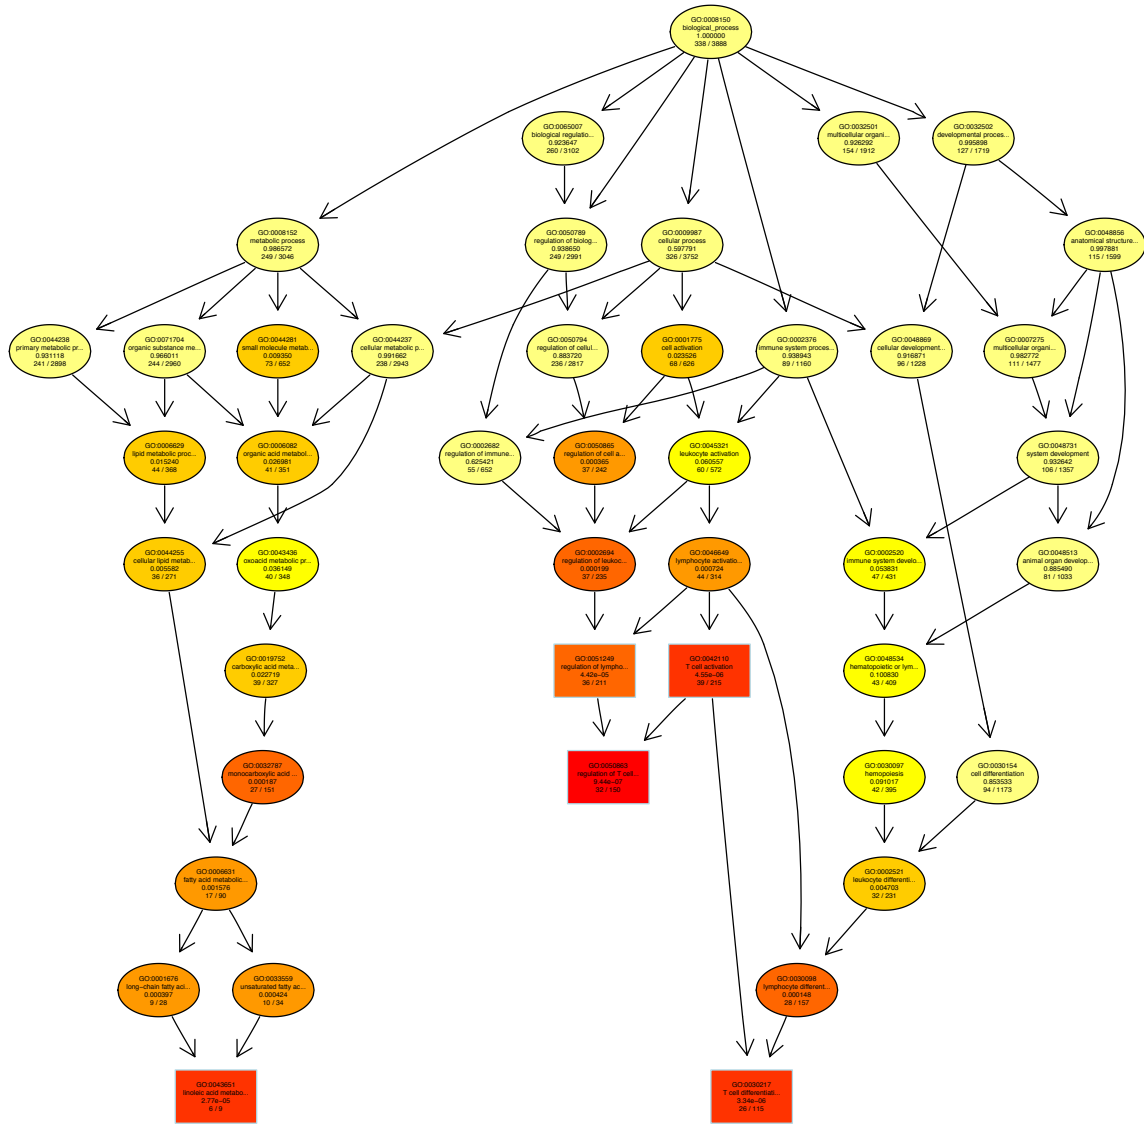 GO:0008150
biological_process
1.000000
338 / 3888
GO:0065007
biological regulatio...
0.923647
260 / 3102
GO:0032501
multicellular organi...
0.926292
154 / 1912
GO:0032502
developmental proces...
0.995898
127 / 1719
GO:0008152
metabolic process
0.986572
249 / 3046
GO:0050789
regulation of biolog...
0.938650
249 / 2991
GO:0009987
cellular process
0.597791
326 / 3752
GO:0048856
anatomical structure...
0.997881
115 / 1599
GO:0044238
primary metabolic pr...
0.931118
241 / 2898
GO:0071704
organic substance me...
0.966011
244 / 2960
GO:0044281
small molecule metab...
0.009350
73 / 652
GO:0044237
cellular metabolic p...
0.991662
238 / 2943
GO:0050794
regulation of cellul...
0.883720
236 / 2817
GO:0001775
cell activation
0.023526
68 / 626
GO:0002376
immune system proces...
0.938943
89 / 1160
GO:0048869
cellular development...
0.916871
96 / 1228
GO:0007275
multicellular organi...
0.982772
111 / 1477
GO:0006629
lipid metabolic proc...
0.015240
44 / 368
GO:0006082
organic acid metabol...
0.026981
41 / 351
GO:0002682
regulation of immune...
0.625421
55 / 652
GO:0050865
regulation of cell a...
0.000365
37 / 242
GO:0045321
leukocyte activation
0.060557
60 / 572
GO:0048731
system development
0.932642
106 / 1357
GO:0044255
cellular lipid metab...
0.005582
36 / 271
GO:0043436
oxoacid metabolic pr...
0.036149
40 / 348
GO:0002694
regulation of leukoc...
0.000199
37 / 235
GO:0046649
lymphocyte activatio...
0.000724
44 / 314
GO:0002520
immune system develo...
0.053831
47 / 431
GO:0048513
animal organ develop...
0.885490
81 / 1033
GO:0019752
carboxylic acid meta...
0.022719
39 / 327
GO:0051249
regulation of lympho...
4.42e−05
36 / 211
GO:0042110
T cell activation
4.55e−06
39 / 215
GO:0048534
hematopoietic or lym...
0.100830
43 / 409
GO:0032787
monocarboxylic acid ...
0.000187
27 / 151
GO:0050863
regulation of T cell...
9.44e−07
33 / 157
GO:0030097
hemopoiesis
0.091017
42 / 395
GO:0030154
cell differentiation
0.853533
94 / 1173
GO:0006631
fatty acid metabolic...
0.001576
17 / 90
GO:0002521
leukocyte differenti...
0.004703
32 / 231
GO:0001676
long−chain fatty aci...
0.000397
9 / 28
GO:0033559
unsaturated fatty ac...
0.000424
10 / 34
GO:0030098
lymphocyte different...
0.000148
28 / 157
GO:0043651
linoleic acid metabo...
2.77e−05
6 / 9
GO:0030217
T cell differentiati...
3.34e−06
26 / 115